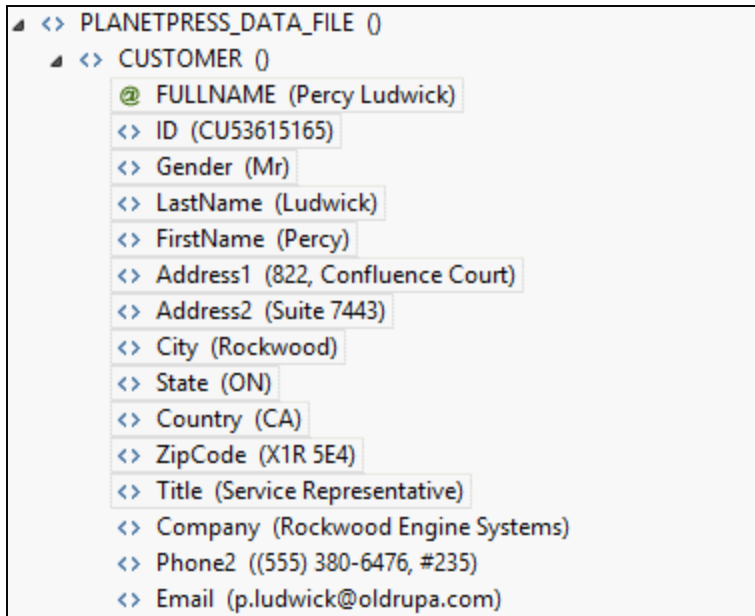 PLANETPRESS_DATA_FILE ()
CUSTOMER ()
@ FULLNAME (Percy Ludwick)
<> ID (CU53615165)
<> Gender (Mr)
<> LastName (Ludwick)
<> FirstName (Percy)
<> Address1 (822, Confluence Court)
<> Address2 (Suite 7443)
<> City (Rockwood)
<> State (ON)
<> Country (CA)
<> ZipCode (X1R 5E4)
<> Title (Service Representative)
<> Company (Rockwood Engine Systems)
<> Phone2 ((555) 380-6476, #235)
<> Email (p.ludwick@oldrupa.com)